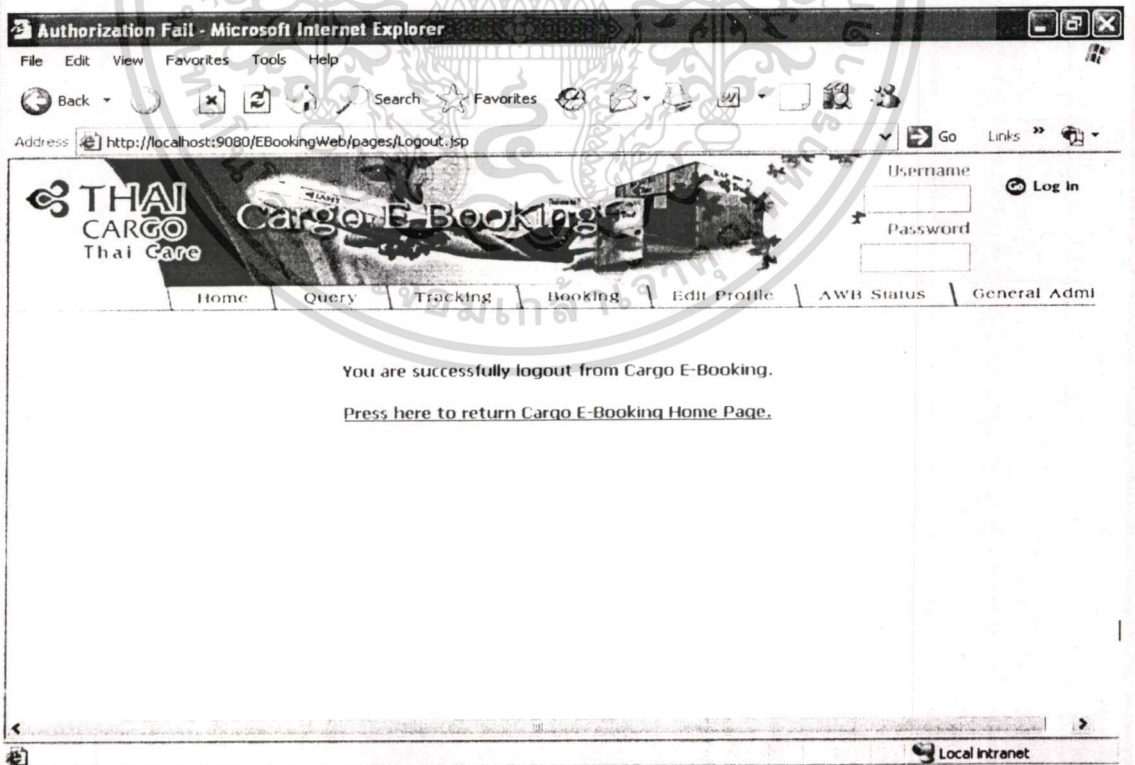 Authorization Fail - Microsoft Internet Explorer
File Edit View Favorites Tools Help
Back Search Favorites
Address http://localhost:9080/EBookingWeb/pages/Logout.jsp Go Links »
THAI
CARGO
Thai Care
Cargo E-Booking
Username
Log in
Password
Home Query Tracking Booking Edit Profile AWB Status General Admi
You are successfully logout from Cargo E-Booking.
Press here to return Cargo E-Booking Home Page.
Local intranet